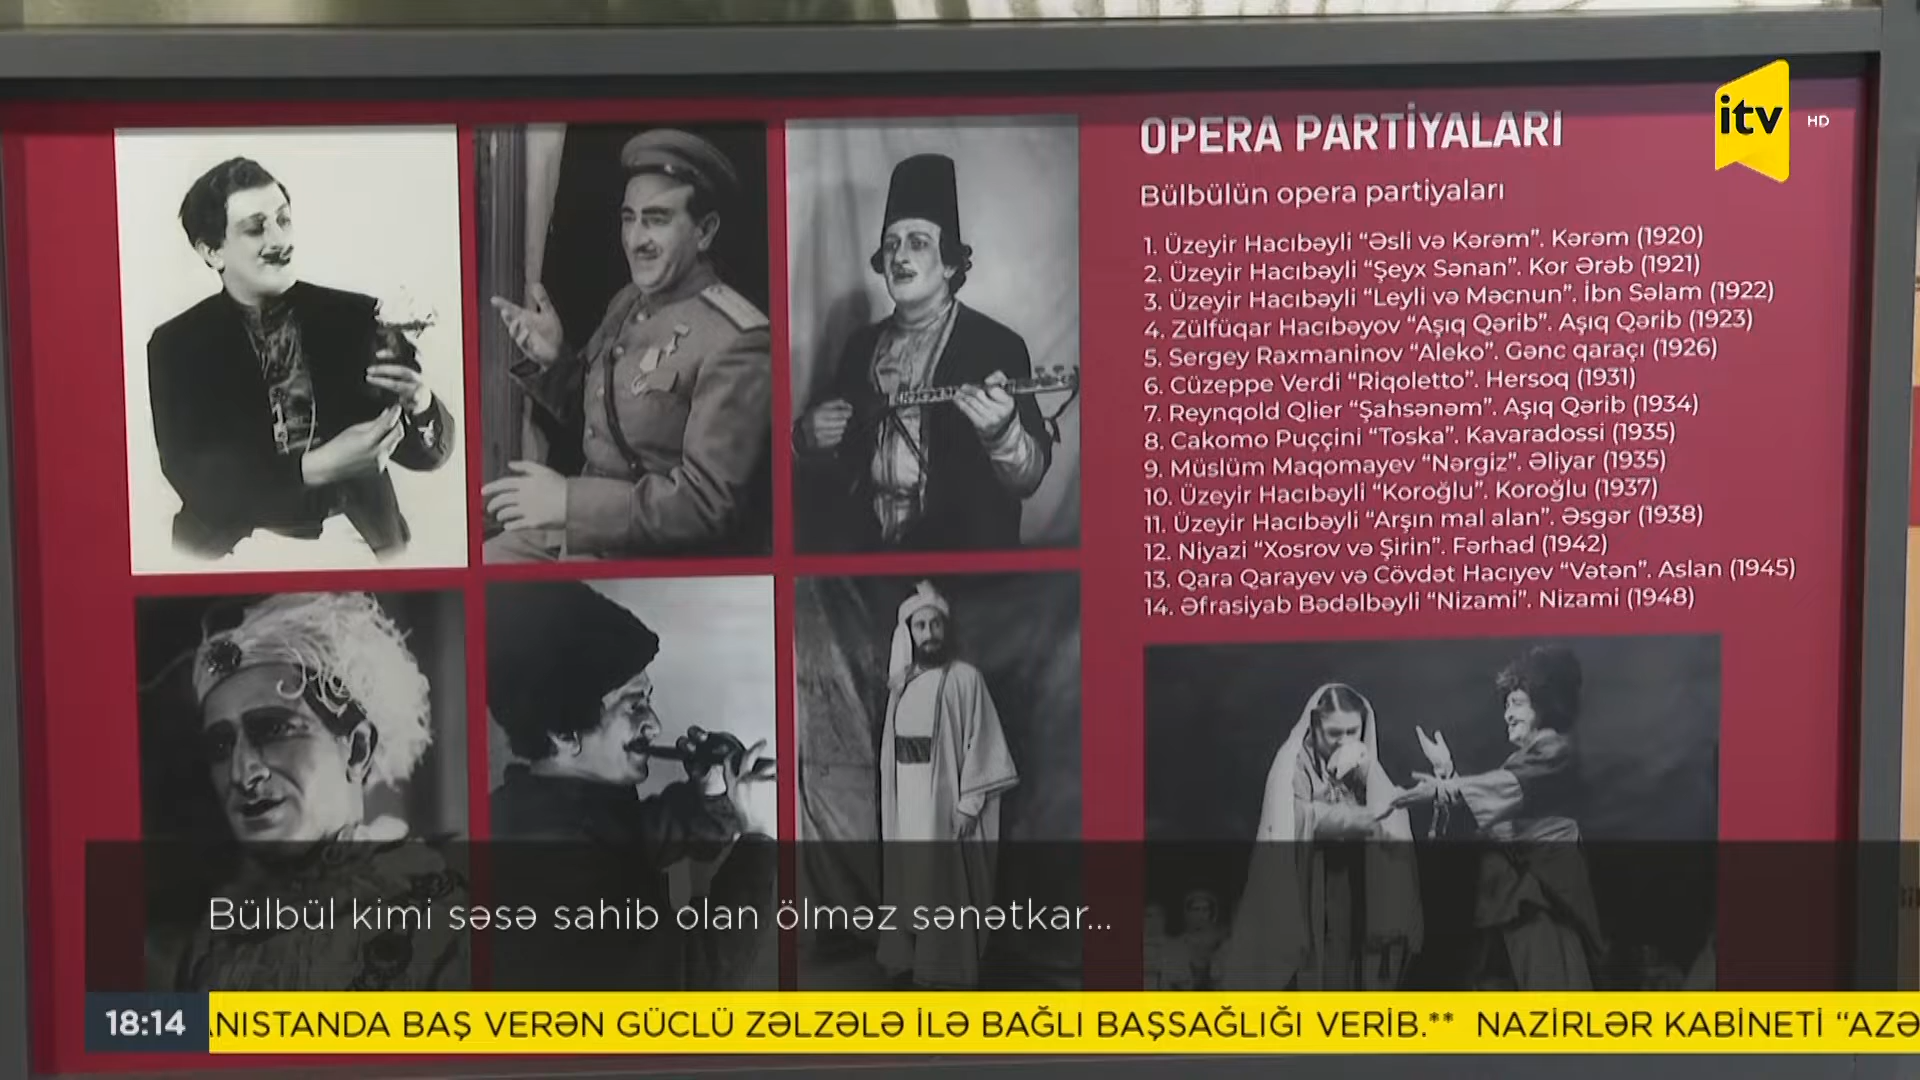 itv HD
OPERA PARTİYALARI
Bülbülün opera partiyaları
1. Üzeyir Hacıbəyli “Əsli və Kərəm”. Kərəm (1920)
2. Üzeyir Hacıbəyli “Şeyx Sənan”. Kor Ərəb (1921)
3. Üzeyir Hacıbəyli “Leyli və Məcnun”. İbn Səlam (1922)
4. Zülfüqar Hacıbəyov “Aşıq Qərib”. Aşıq Qərib (1923)
5. Sergey Raxmaninov “Aleko”. Gənc qaraçı (1926)
6. Cüzeppe Verdi “Riqoletto”. Hersoq (1931)
7. Reynqold Qlier “Şahsənəm”. Aşıq Qərib (1934)
8. Cakomo Puççini “Toska”. Kavaradossi (1935)
9. Müslüm Maqomayev “Nərgiz”. Əliyar (1935)
10. Üzeyir Hacıbəyli “Koroğlu”. Koroğlu (1937)
11. Üzeyir Hacıbəyli “Arşın mal alan”. Əsgər (1938)
12. Niyazi “Xosrov və Şirin”. Fərhad (1942)
13. Qara Qarayev və Cövdət Hacıyev “Vətən”. Aslan (1945)
14. Əfrasiyab Bədəlbəyli “Nizami”. Nizami (1948)
Bülbül kimi səsə sahib olan ölməz sənətkar...
18:14 NISTANDA BAŞ VERƏN GÜCLÜ ZƏLZƏLƏ İLƏ BAĞLI BAŞSAĞLIĞI VERİB.** NAZİRLƏR KABİNETİ “AZƏ